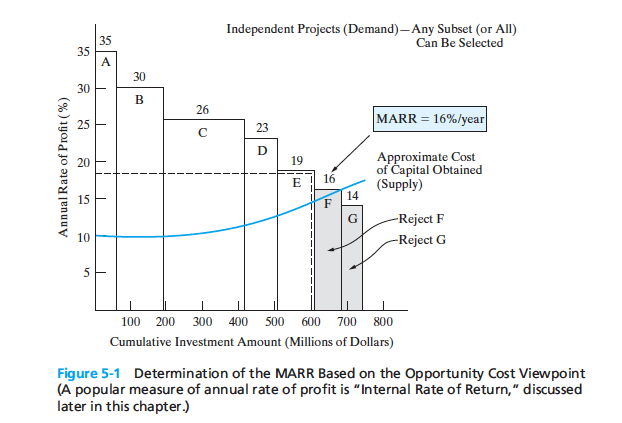 Independent Projects (Demand)—Any Subset (or All)
Can Be Selected
Annual Rate of Profit (%)
35
30
25
20
15
10
5
35
A
30
B
26
C
23
D
19
E
16
F
14
G
MARR = 16%/year
Approximate Cost
of Capital Obtained
(Supply)
Reject F
Reject G
100 200 300 400 500 600 700 800
Cumulative Investment Amount (Millions of Dollars)
Figure 5-1 Determination of the MARR Based on the Opportunity Cost Viewpoint
(A popular measure of annual rate of profit is “Internal Rate of Return,” discussed
later in this chapter.)